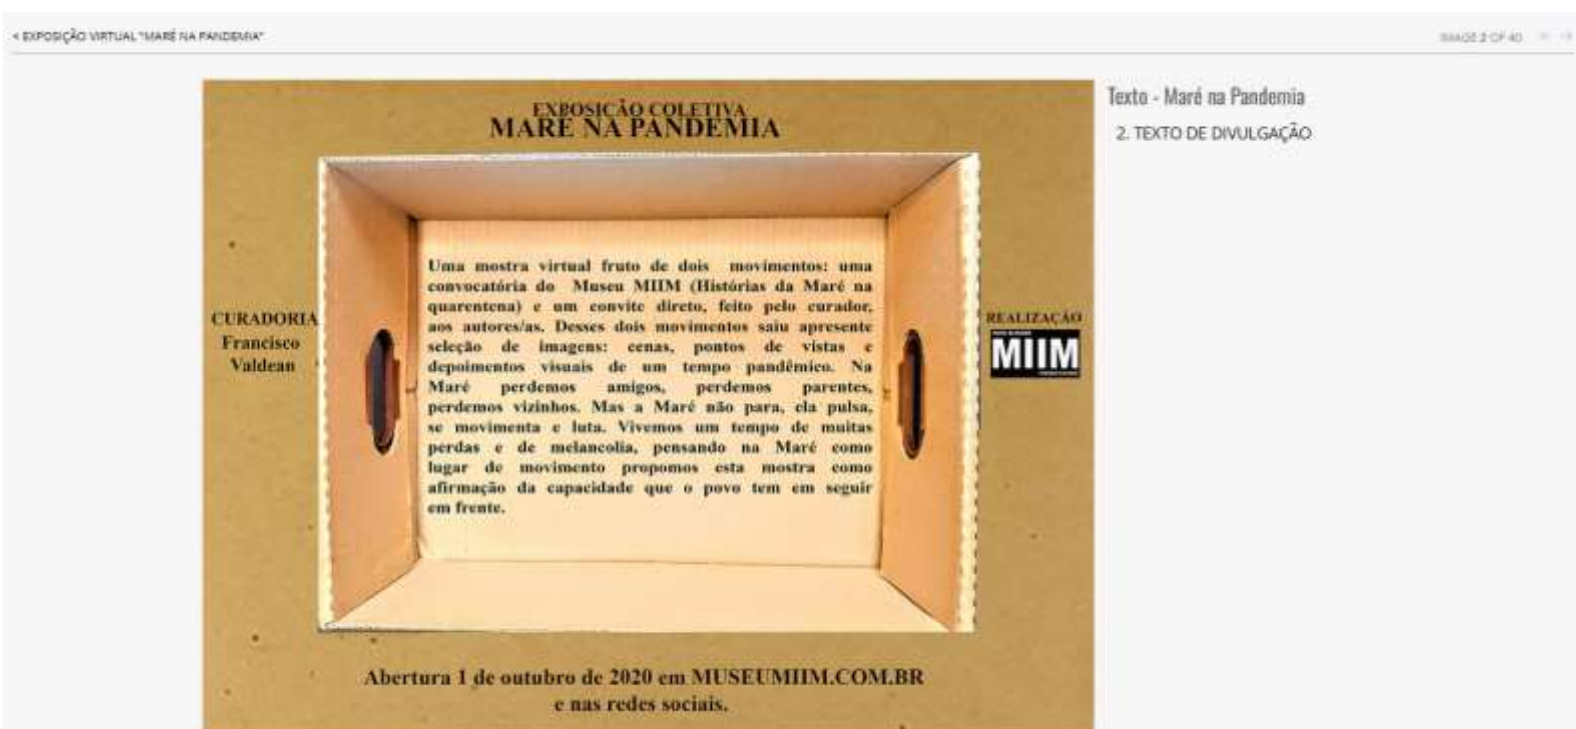 < EXPOSIÇÃO VIRTUAL "MARÉ NA PANDEMIA"
IMAGE 2 OF 40
EXPOSICÃO COLETIVA
MARÉ NA PANDEMIA
Uma mostra virtual fruto de dois movimentos: uma
convocatória do Museu MIIM (Histórias da Maré na
quarentena) e um convite direto, feito pelo curador,
aos autores/as. Desses dois movimentos saiu apresente
seleção de imagens: cenas, pontos de vistas e
depoimentos visuais de um tempo pandêmico. Na
Maré perdemos amigos, perdemos parentes,
perdemos vizinhos. Mas a Maré não para, ela pulsa,
se movimenta e luta. Vivemos um tempo de muitas
perdas e de melancolia, pensando na Maré como
lugar de movimento propomos esta mostra como
afirmação da capacidade que o povo tem em seguir
em frente.
CURADORIA
Francisco
Valdean
REALIZAÇÃO
MIIM
Abertura 1 de outubro de 2020 em MUSEUMIIM.COM.BR
e nas redes sociais.
Texto - Maré na Pandemia
2. TEXTO DE DIVULGAÇÃO